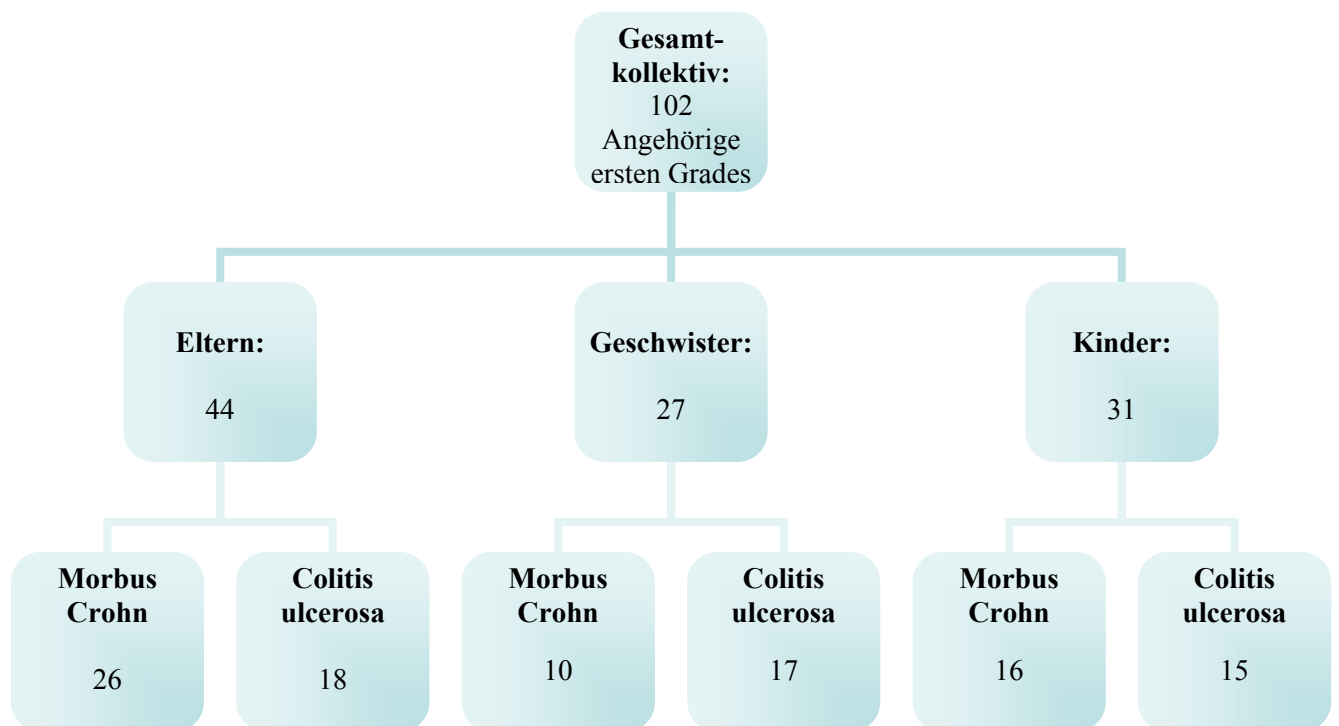 Gesamt-
kollektiv:
102
Angehörige
ersten Grades
Eltern:
44
Geschwister:
27
Kinder:
31
Morbus
Crohn
26
Colitis
ulcerosa
18
Morbus
Crohn
10
Colitis
ulcerosa
17
Morbus
Crohn
16
Colitis
ulcerosa
15